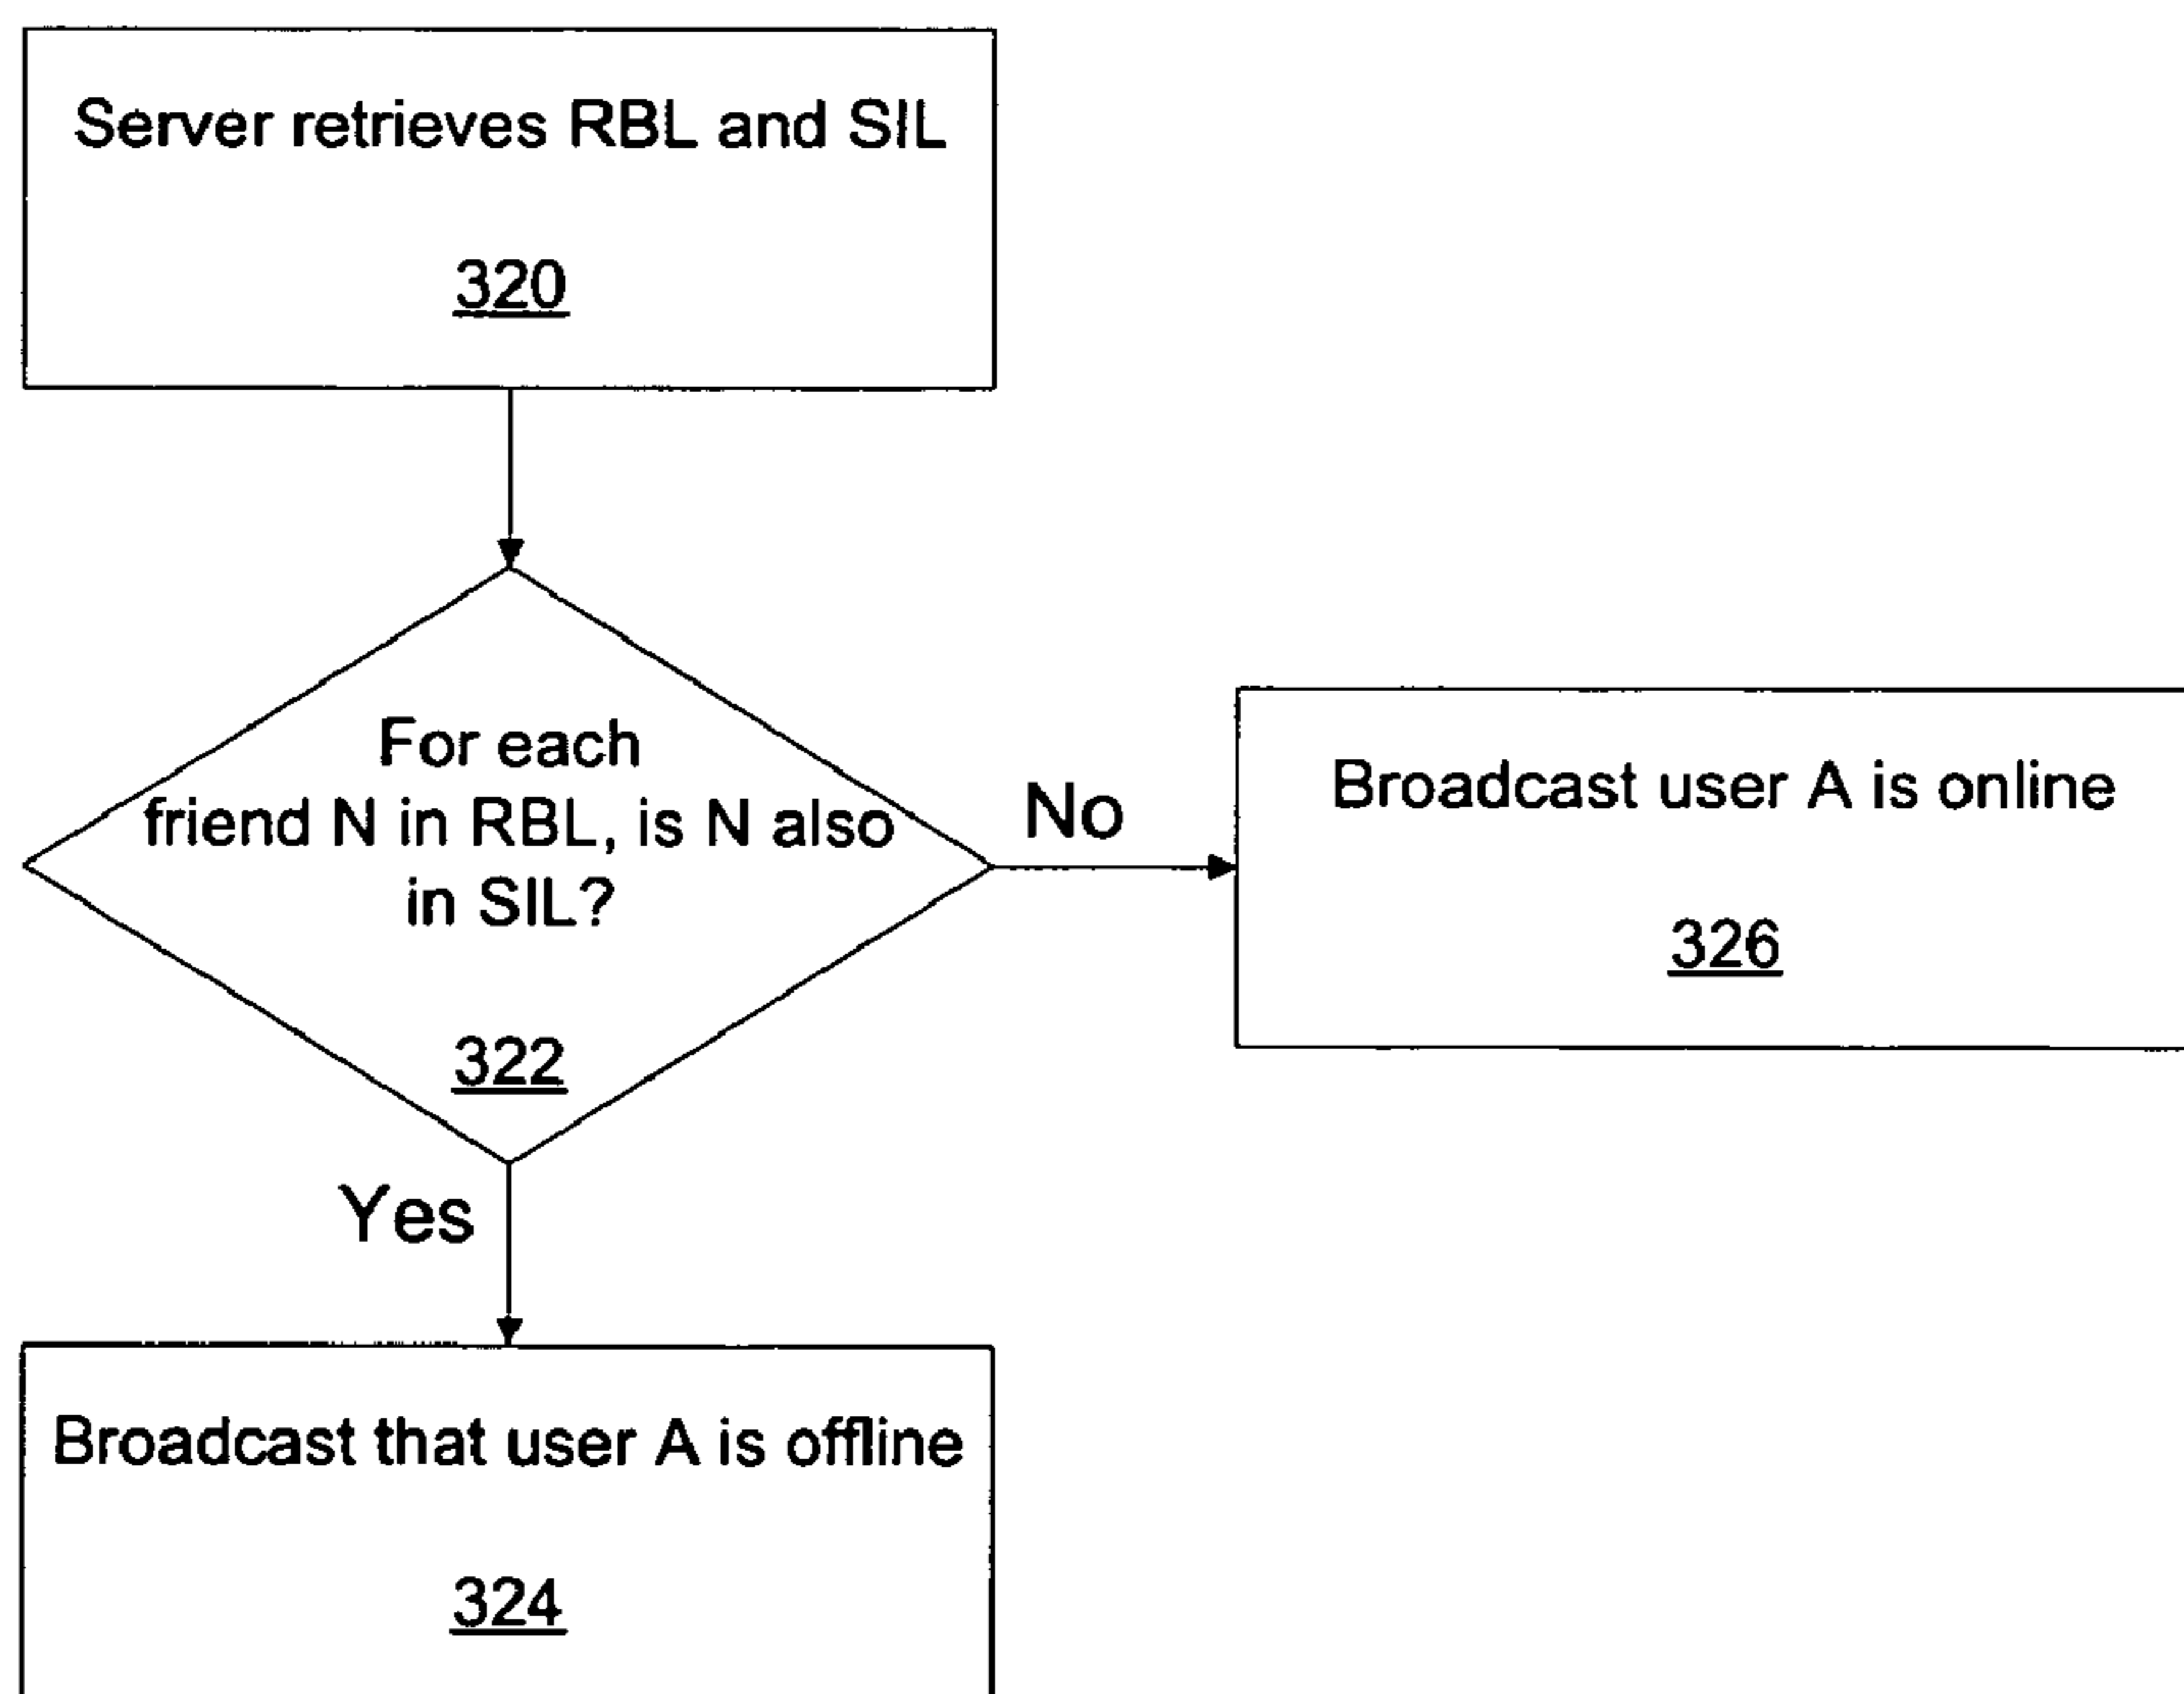 Server retrieves RBL and SIL
320
For each
friend N in RBL, is N also
in SIL?
322
No
Broadcast user A is online
326
Yes
Broadcast that user A is offline
324